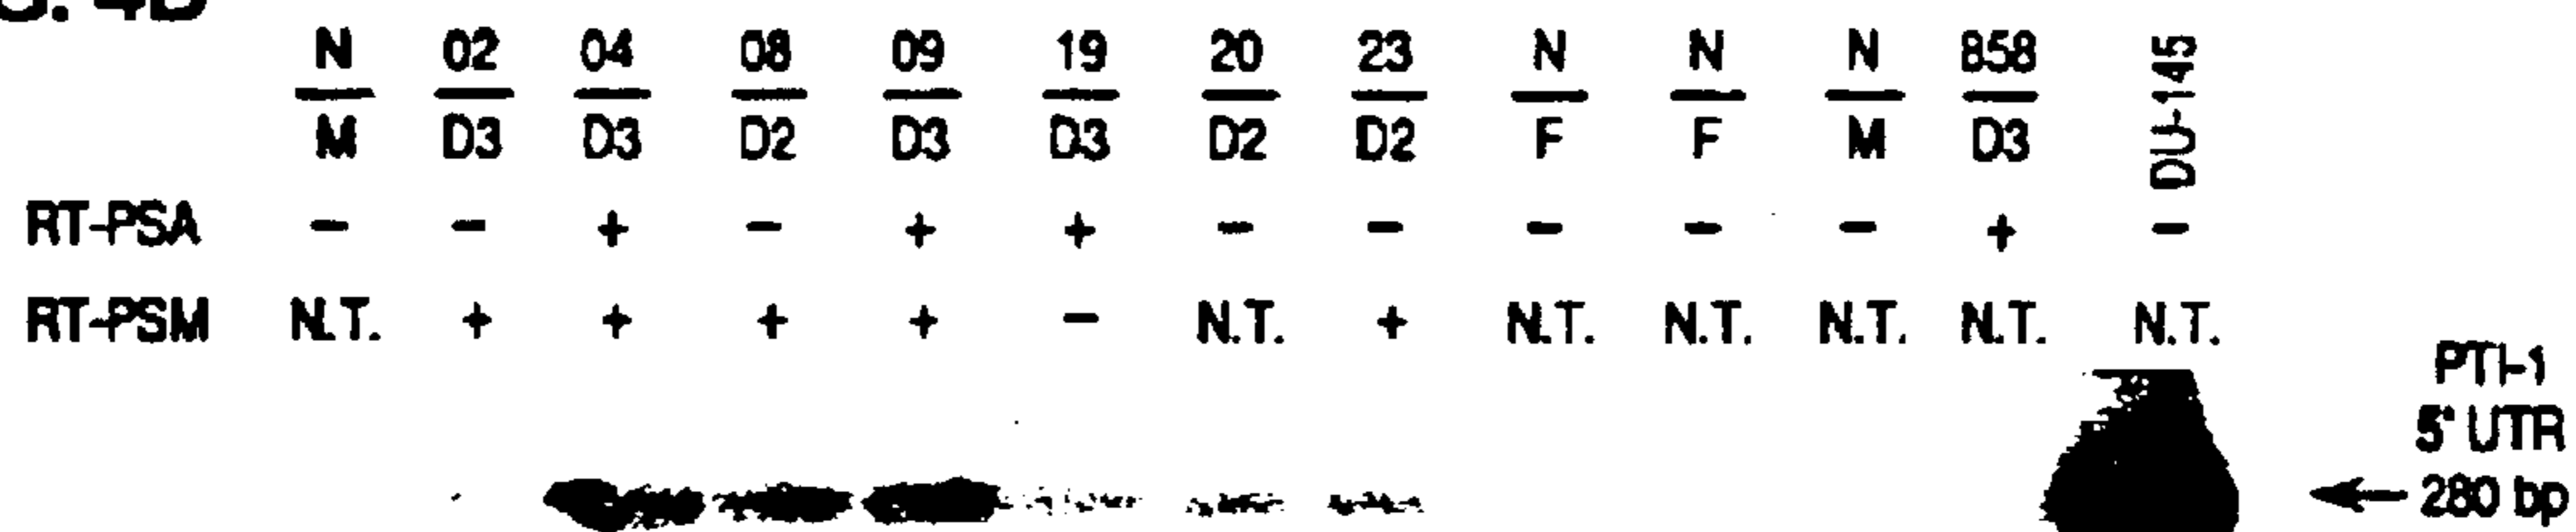 N 02 04 08 09 19 20 23 N N N 858 DU-145
M D3 D3 D2 D3 D3 D2 D2 F F M D3
RT-PSA − − + − + + − − − − − + −
RT-PSM N.T. + + + + − N.T. + N.T. N.T. N.T. N.T. N.T.
PTI-1
5' UTR
← 280 bp